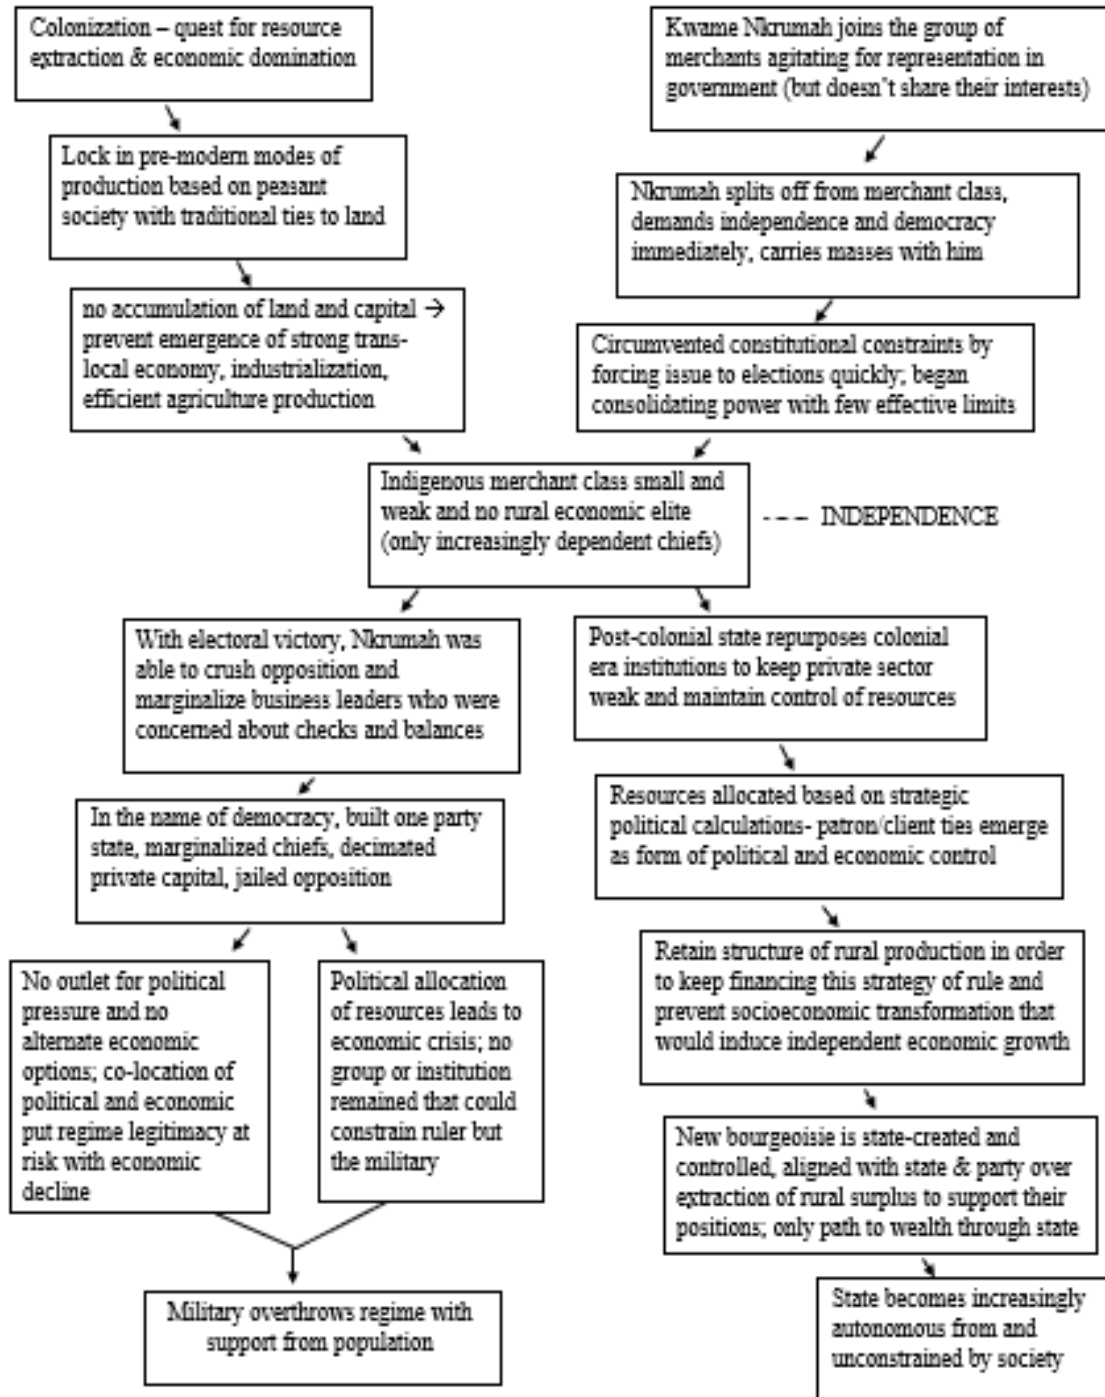 Colonization – quest for resource
extraction & economic domination
Kwame Nkrumah joins the group of
merchants agitating for representation in
government (but doesn't share their interests)
Lock in pre-modern modes of
production based on peasant
society with traditional ties to land
Nkrumah splits off from merchant class,
demands independence and democracy
immediately, carries masses with him
no accumulation of land and capital →
prevent emergence of strong trans-
local economy, industrialization,
efficient agriculture production
Circumvented constitutional constraints by
forcing issue to elections quickly; began
consolidating power with few effective limits
Indigenous merchant class small and
weak and no rural economic elite
(only increasingly dependent chiefs)
---- INDEPENDENCE
With electoral victory, Nkrumah was
able to crush opposition and
marginalize business leaders who were
concerned about checks and balances
Post-colonial state repurposes colonial
era institutions to keep private sector
weak and maintain control of resources
In the name of democracy, built one party
state, marginalized chiefs, decimated
private capital, jailed opposition
Resources allocated based on strategic
political calculations- patron/client ties emerge
as form of political and economic control
No outlet for political
pressure and no
alternate economic
options; co-location of
political and economic
put regime legitimacy at
risk with economic
decline
Political allocation
of resources leads to
economic crisis; no
group or institution
remained that could
constrain ruler but
the military
Retain structure of rural production in order
to keep financing this strategy of rule and
prevent socioeconomic transformation that
would induce independent economic growth
New bourgeoisie is state-created and
controlled, aligned with state & party over
extraction of rural surplus to support their
positions; only path to wealth through state
Military overthrows regime with
support from population
State becomes increasingly
autonomous from and
unconstrained by society